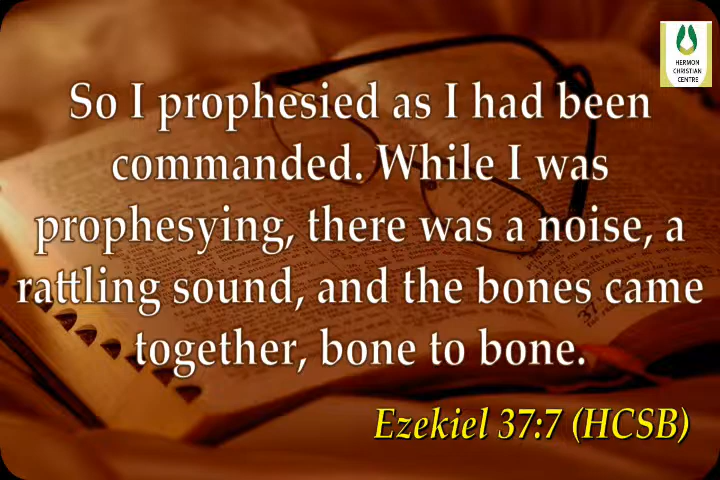 HERMON
CHRISTIAN
CENTRE
So I prophesied as I had been
commanded. While I was
prophesying, there was a noise, a
rattling sound, and the bones came
together, bone to bone.
Ezekiel 37:7 (HCSB)